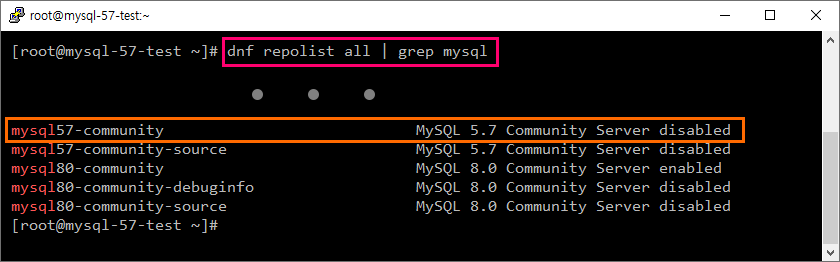 root@mysql-57-test:~
[root@mysql-57-test ~]# dnf repolist all | grep mysql
mysql57-community MySQL 5.7 Community Server disabled
mysql57-community-source MySQL 5.7 Community Server disabled
mysql80-community MySQL 8.0 Community Server enabled
mysql80-community-debuginfo MySQL 8.0 Community Server disabled
mysql80-community-source MySQL 8.0 Community Server disabled
[root@mysql-57-test ~]#